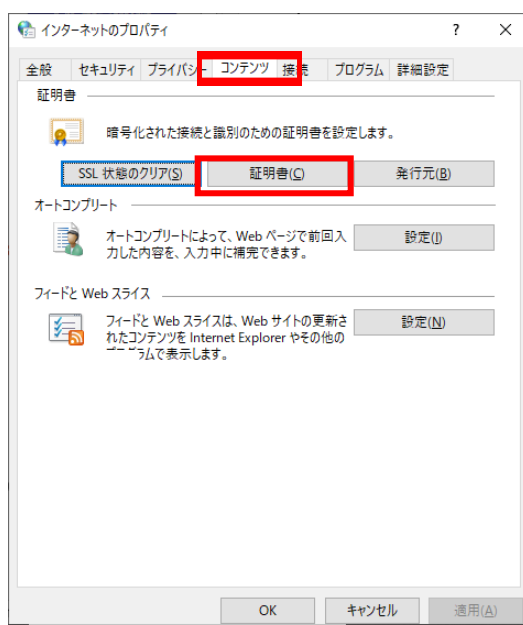 インターネットのプロパティ
?
全般 セキュリティ プライバシー コンテンツ 接続 プログラム 詳細設定
証明書
暗号化された接続と識別のための証明書を設定します。
SSL 状態のクリア(S) 証明書(C) 発行元(B)
オートコンプリート
オートコンプリートによって、Web ページで前回入
力した内容を、入力中に補完できます。
設定(I)
フィードと Web スライス
フィードと Web スライスは、Web サイトの更新さ
れたコンテンツを Internet Explorer やその他の
プログラムで表示します。
設定(N)
OK キャンセル 適用(A)